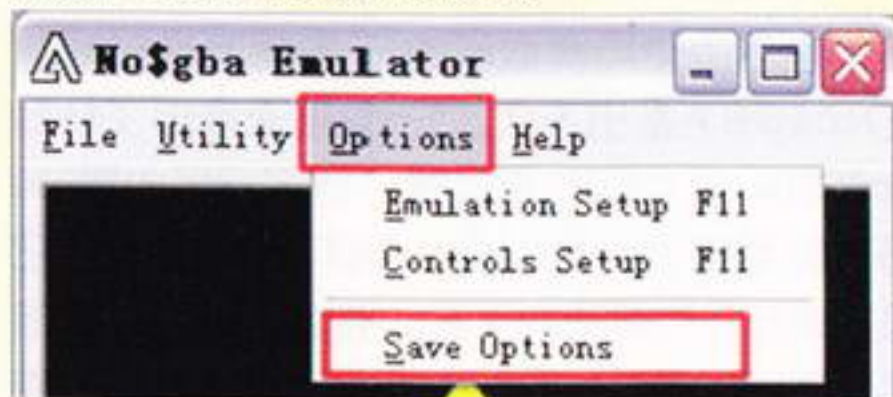 No$gba Emulator
File Utility Options Help
Emulation Setup F11
Controls Setup F11
Save Options